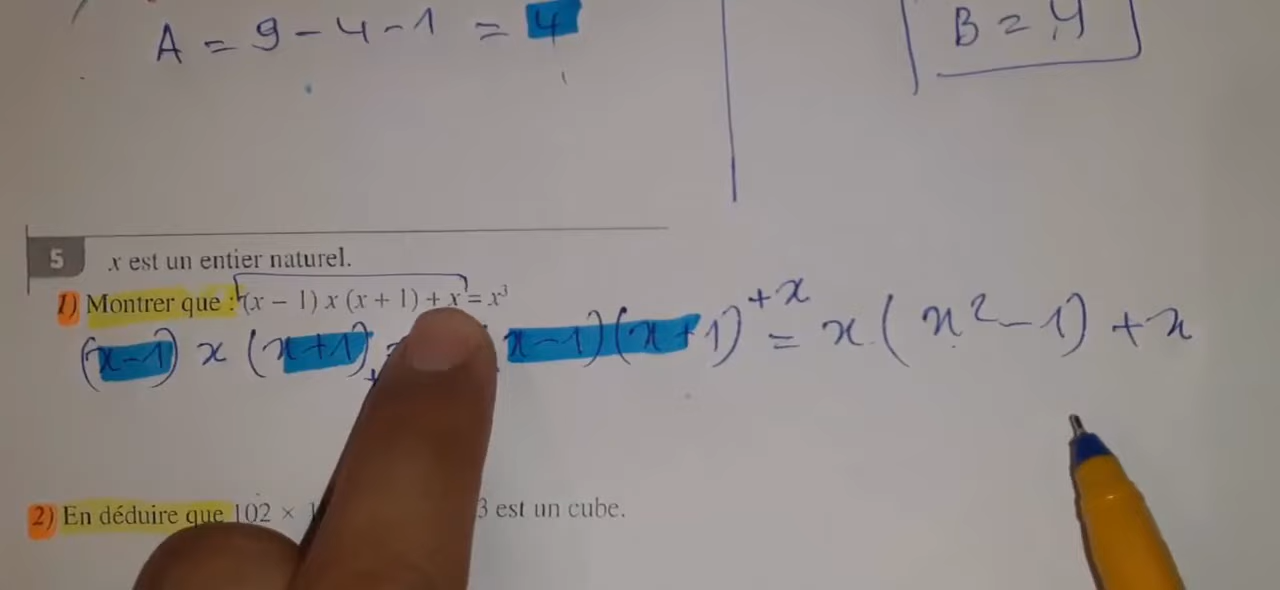 A = 9 - 4 - 1 = 4
B = 4
5 x est un entier naturel.
1) Montrer que : (x − 1) x (x + 1) + x = x³
(x-1) x (x+1) + x-1)(x+1) + x = x (x² - 1) + x
2) En déduire que 102 × 3 est un cube.